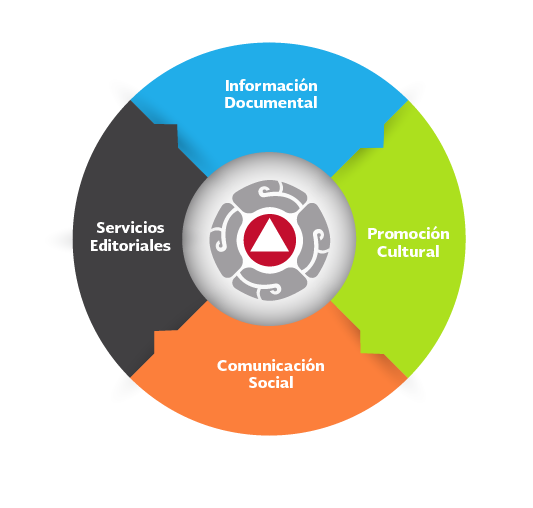 Información
Documental
Servicios
Editoriales
Promoción
Cultural
Comunicación
Social